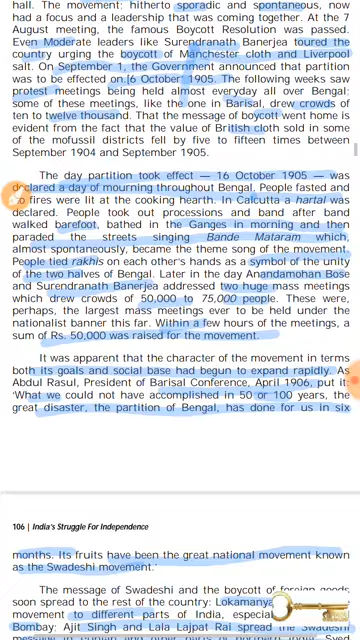 hall. The movement; hitherto sporadic and spontaneous, now
had a focus and a leadership that was coming together. At the 7
August meeting, the famous Boycott Resolution was passed.
Even Moderate leaders like Surendranath Banerjea toured the
country urging the boycott of Manchester cloth and Liverpool
salt. On September 1, the Government announced that partition
was to be effected on.[6 October 1905. The following weeks saw
protest meetings being held almost everyday all over Bengal;
some of these meetings, like the one in Barisal, drew crowds of
ten to twelve thousand. That the message of boycott went home is
evident from the fact that the value of British cloth sold in some
of the mofussil districts fell by five to fifteen times between
September 1904 and September 1905.
The day partition took effect — 16 October 1905 — was
declared a day of mourning throughout Bengal. People fasted and
fires were lit at the cooking hearth. In Calcutta a hartal was
declared. People took out processions and band after band
walked barefoot, bathed in the Ganges in morning and then
paraded the streets singing Bande Mataram which,
almost spontaneously, became the theme song of the movement.
People tied rakhis on each other's hands as a symbol of the unity
of the two halves of Bengal. Later in the day Anandamohan Bose
and Surendranath Banerjea addressed two huge mass meetings
which drew crowds of 50,000 to 75,000 people. These were,
perhaps, the largest mass meetings ever to be held under the
nationalist banner this far. Within a few hours of the meetings, a
sum of Rs. 50,000 was raised for the movement.
It was apparent that the character of the movement in terms
both its goals and social base had begun to expand rapidly. As
Abdul Rasul, President of Barisal Conference, April 1906, put it:
'What we could not have accomplished in 50 or 100 years, the
great disaster, the partition of Bengal, has done for us in six
106 | India's Struggle For Independence
months. Its fruits have been the great national movement known
as the Swadeshi movement.'
The message of Swadeshi and the boycott of foreign goods
soon spread to the rest of the country: Lokamanya
movement to different parts of India, especial
Bombay; Ajit Singh and Lala Lajpat Rai spread the Swadeshi